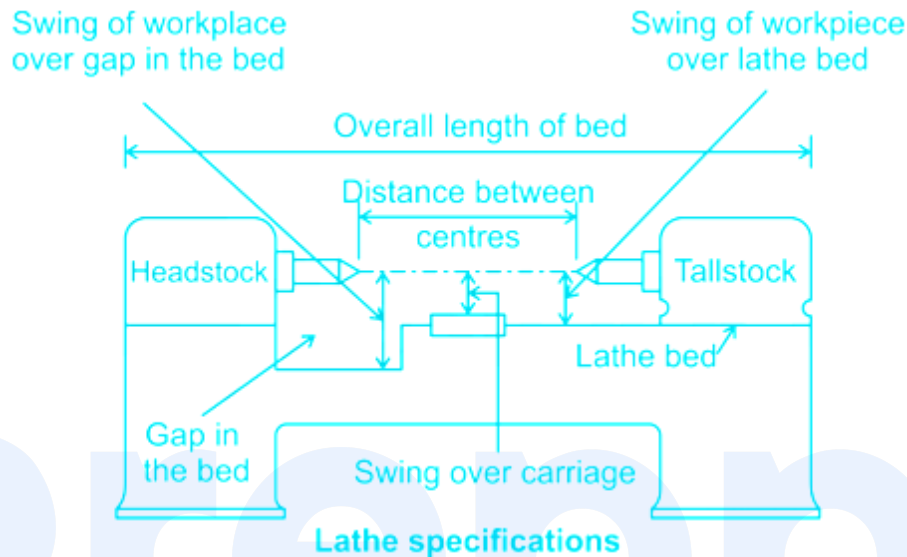 Swing of workplace
over gap in the bed
Swing of workpiece
over lathe bed
Overall length of bed
Distance between
centres
Headstock
Tallstock
Lathe bed
Gap in
the bed
Swing over carriage
Lathe specifications